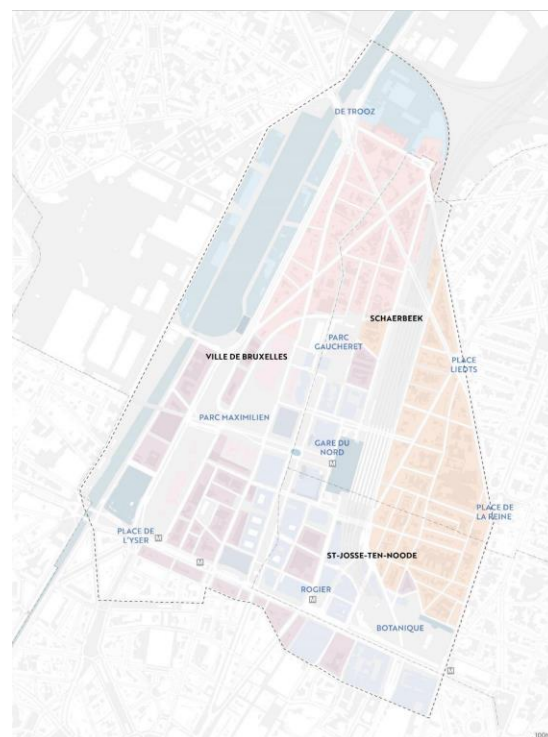 DE TROOZ
SCHAERBEEK
PARC
GAUCHERET
VILLE DE BRUXELLES
PLACE
LIEDTS
PARC MAXIMILIEN
GARE DU
NORD
M
PLACE DE
LA REINE
PLACE DE
L'YSER
M
ST-JOSSE-TEN-NOODE
M
ROGIER
M
BOTANIQUE
M